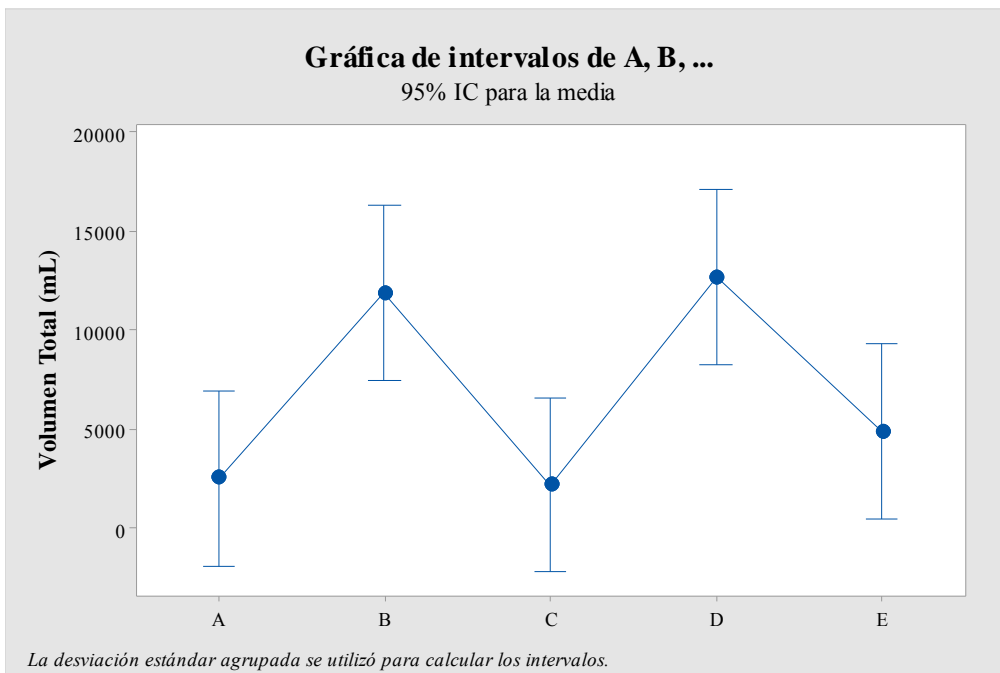 Gráfica de intervalos de A, B, ...
95% IC para la media
Volumen Total (mL)
20000
15000
10000
5000
0
A B C D E
La desviación estándar agrupada se utilizó para calcular los intervalos.